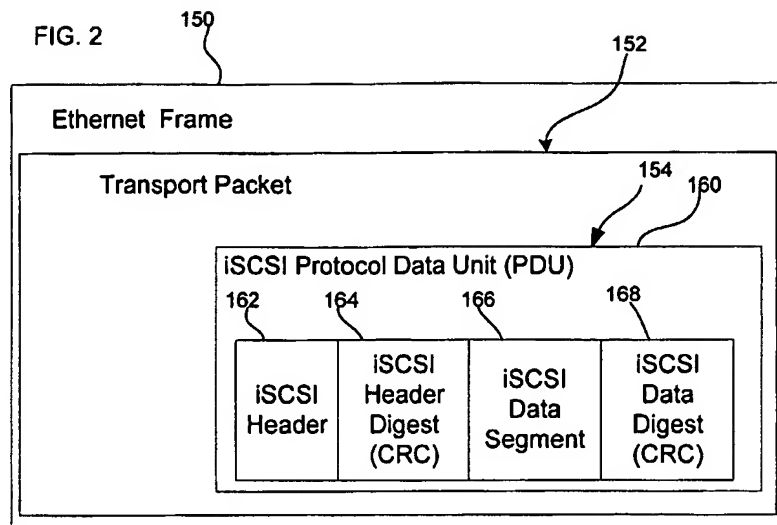 FIG. 2
150
152
Ethernet Frame
Transport Packet
154
160
iSCSI Protocol Data Unit (PDU)
162
164
166
168
iSCSI
Header
iSCSI
Header
Digest
(CRC)
iSCSI
Data
Segment
iSCSI
Data
Digest
(CRC)